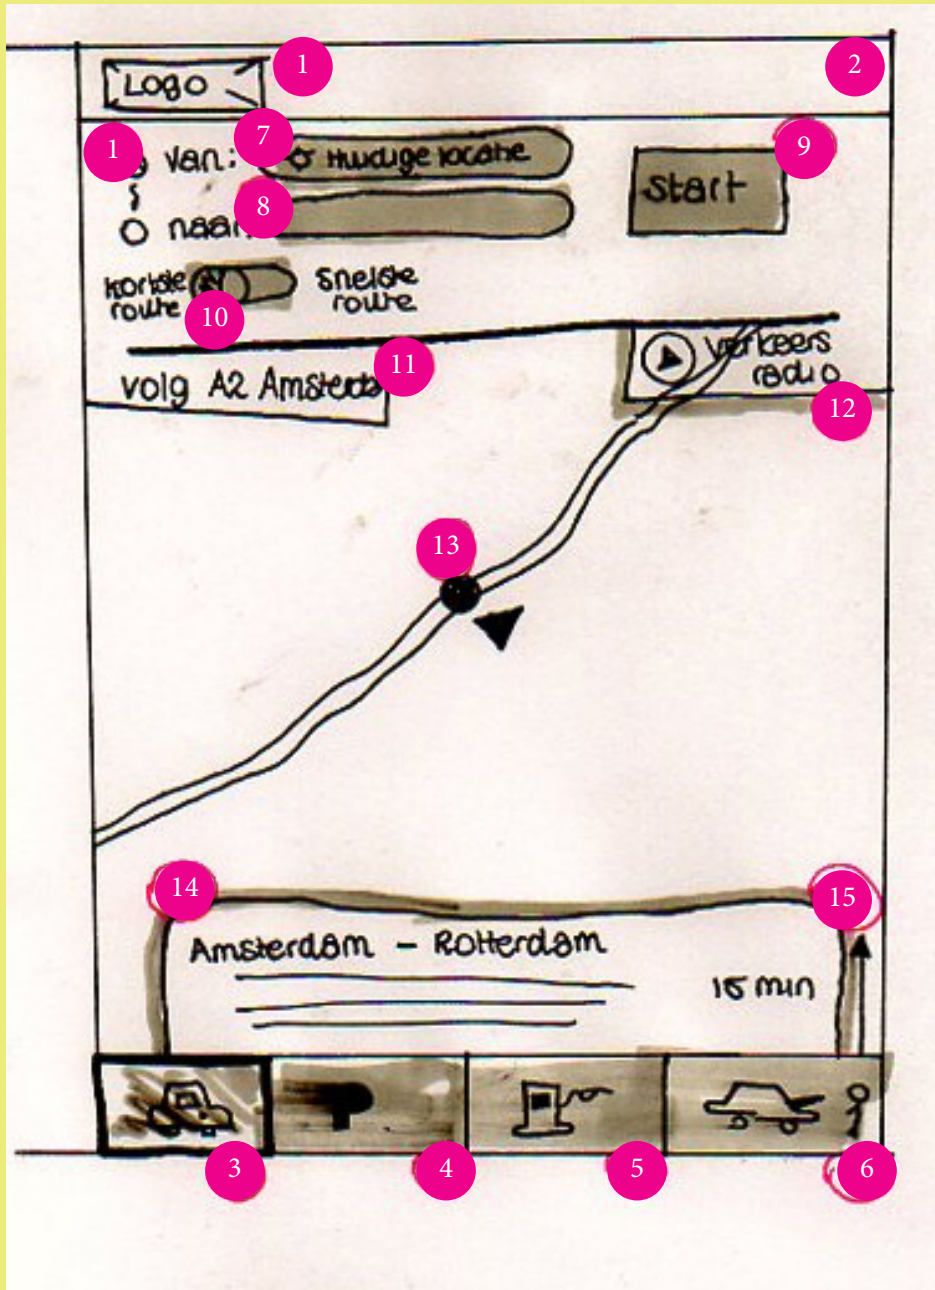 Logo
1
2
1
van:
7
Huidige locatie
9
start
naar
8
kortste route
snelste route
10
volg A2 Amsterda
11
verkeers radio
12
13
14
15
Amsterdam – Rotterdam
15 min
3
4
5
6